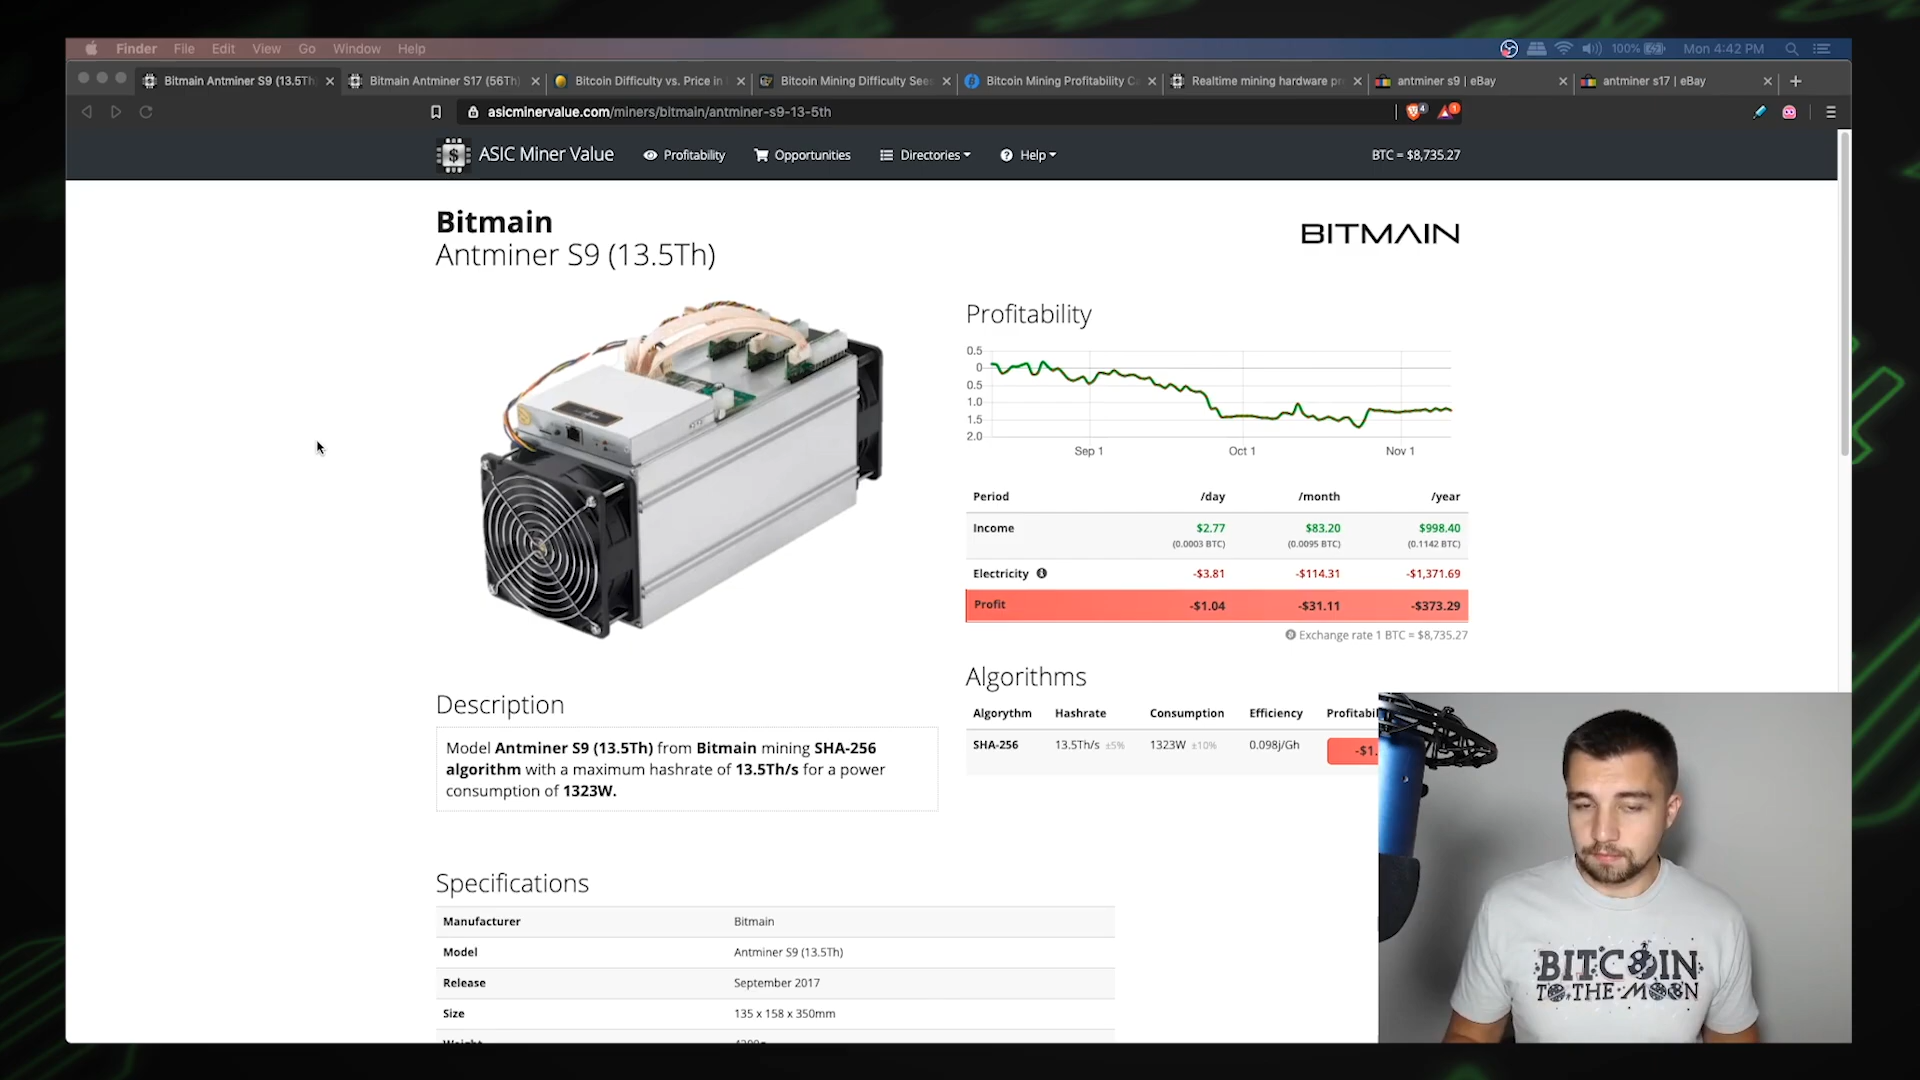 Finder File Edit View Go Window Help 100% Mon 4:42 PM
Bitmain Antminer S9 (13.5Th Bitmain Antminer S17 (56Th) Bitcoin Difficulty vs. Price in Bitcoin Mining Difficulty See Bitcoin Mining Profitability Ca Realtime mining hardware pr antminer s9 | eBay antminer s17 | eBay
asicminervalue.com/miners/bitmain/antminer-s9-13-5th 4 1
$ ASIC Miner Value Profitability Opportunities Directories Help BTC = $8,735.27
Bitmain
Antminer S9 (13.5Th)
BITMAIN
Profitability
0.5
0
0.5
1.0
1.5
2.0
Sep 1 Oct 1 Nov 1
Period /day /month /year
Income $2.77 $83.20 $998.40
(0.0003 BTC) (0.0095 BTC) (0.1142 BTC)
Electricity -$3.81 -$114.31 -$1,371.69
Profit -$1.04 -$31.11 -$373.29
Exchange rate 1 BTC = $8,735.27
Algorithms
Algorythm Hashrate Consumption Efficiency Profitabi
SHA-256 13.5Th/s ±5% 1323W ±10% 0.098j/Gh -$1.
Description
Model Antminer S9 (13.5Th) from Bitmain mining SHA-256
algorithm with a maximum hashrate of 13.5Th/s for a power
consumption of 1323W.
Specifications
Manufacturer Bitmain
Model Antminer S9 (13.5Th)
Release September 2017
Size 135 x 158 x 350mm
BITCOIN
TO THE MOON